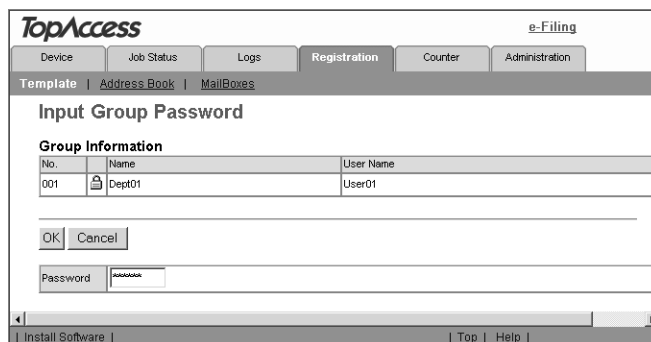 TopAccess e-Filing
Device Job Status Logs Registration Counter Administration
Template | Address Book | MailBoxes
Input Group Password
Group Information
No. Name User Name
001 Dept01 User01
OK Cancel
Password ******
| Install Software | | Top | Help |